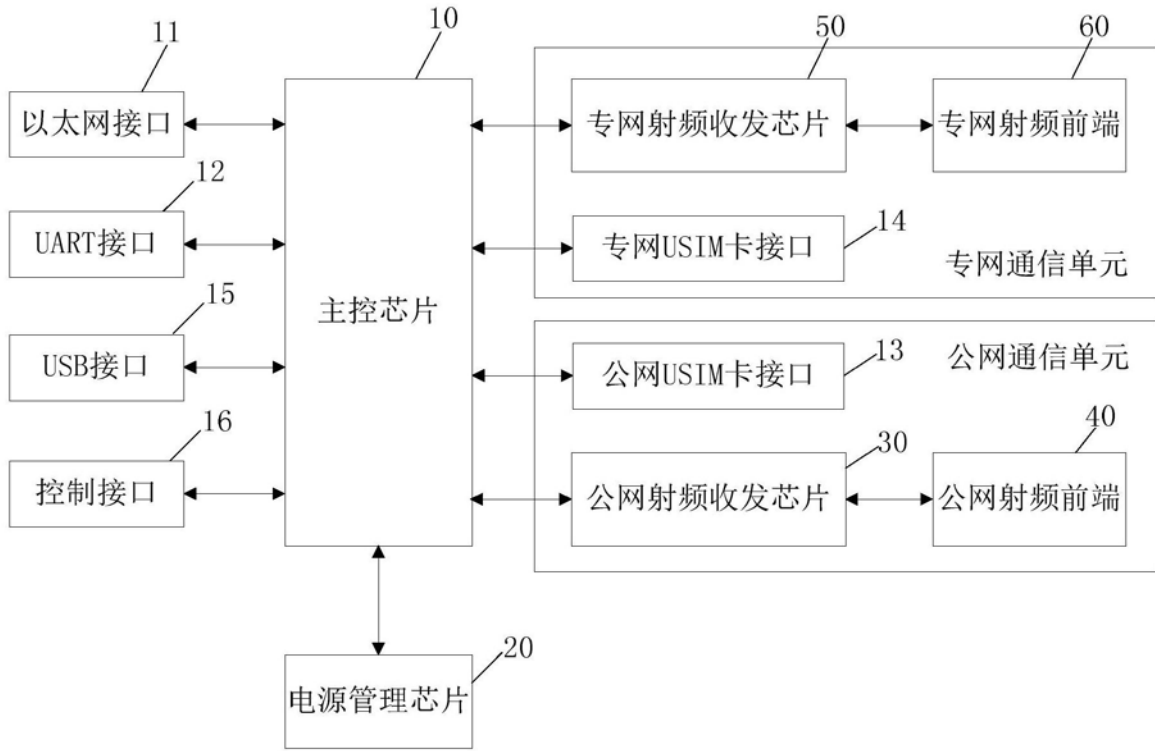 11
10
50
60
以太网接口
专网射频收发芯片
专网射频前端
12
UART接口
专网USIM卡接口
14
专网通信单元
主控芯片
15
USB接口
公网USIM卡接口
13
公网通信单元
16
控制接口
30
40
公网射频收发芯片
公网射频前端
20
电源管理芯片